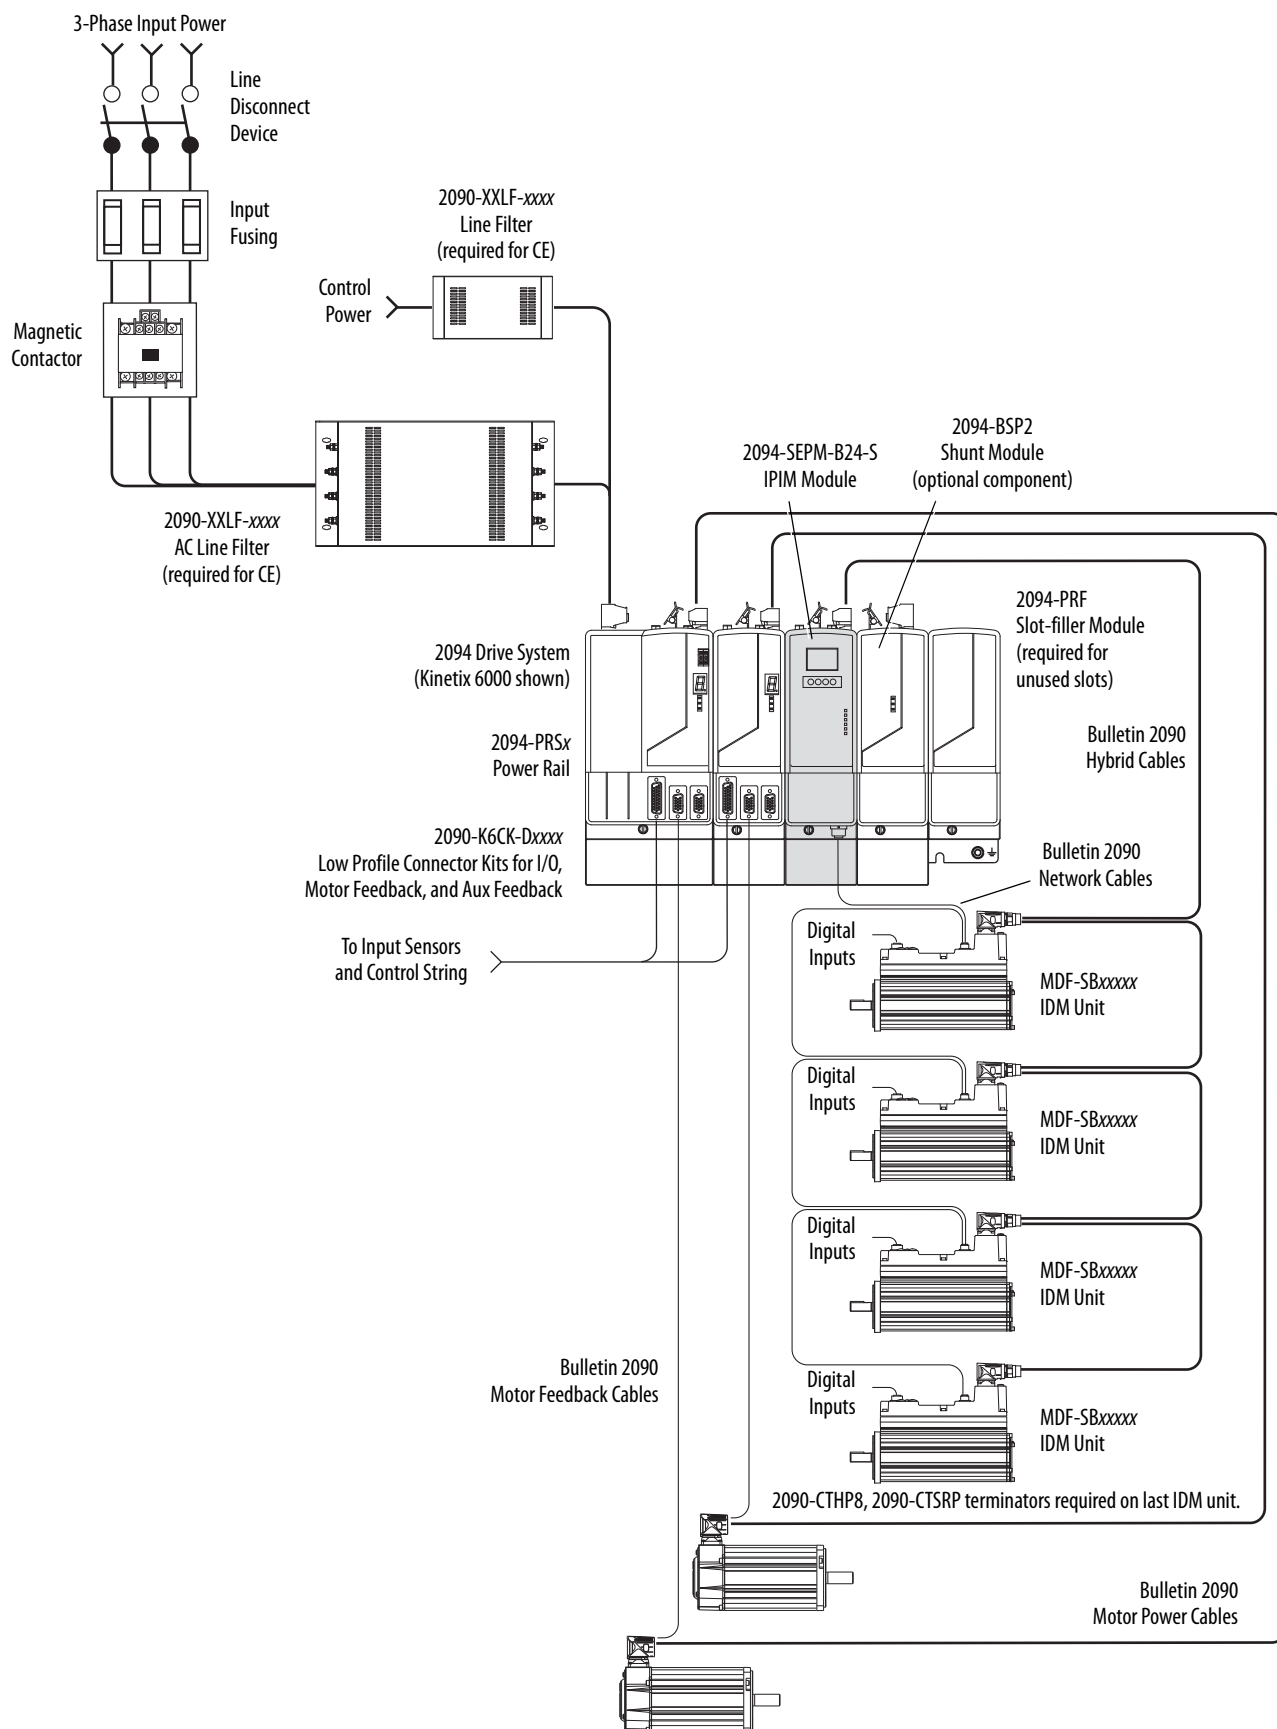 3-Phase Input Power
Line
Disconnect
Device
Input
Fusing
Magnetic
Contactor
2090-XXLF-xxxx
Line Filter
(required for CE)
Control
Power
2090-XXLF-xxxx
AC Line Filter
(required for CE)
2094-SEPM-B24-S
IPIM Module
2094-BSP2
Shunt Module
(optional component)
2094-PRF
Slot-filler Module
(required for
unused slots)
2094 Drive System
(Kinetix 6000 shown)
2094-PRSx
Power Rail
Bulletin 2090
Hybrid Cables
2090-K6CK-Dxxxx
Low Profile Connector Kits for I/O,
Motor Feedback, and Aux Feedback
Bulletin 2090
Network Cables
To Input Sensors
and Control String
Digital
Inputs
MDF-SBxxxxx
IDM Unit
Digital
Inputs
MDF-SBxxxxx
IDM Unit
Digital
Inputs
MDF-SBxxxxx
IDM Unit
Digital
Inputs
MDF-SBxxxxx
IDM Unit
Bulletin 2090
Motor Feedback Cables
2090-CTHP8, 2090-CTSRP terminators required on last IDM unit.
Bulletin 2090
Motor Power Cables